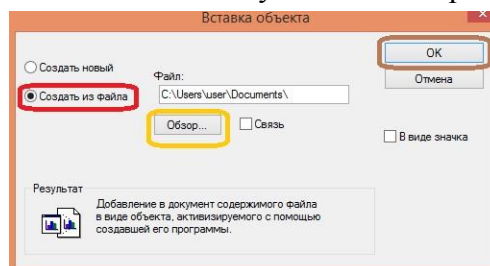 Вставка объекта
Создать новый
Создать из файла
Файл:
C:\Users\user\Documents\
Обзор...
Связь
OK
Отмена
В виде значка
Результат
Добавление в документ содержимого файла
в виде объекта, активизируемого с помощью
создавшей его программы.